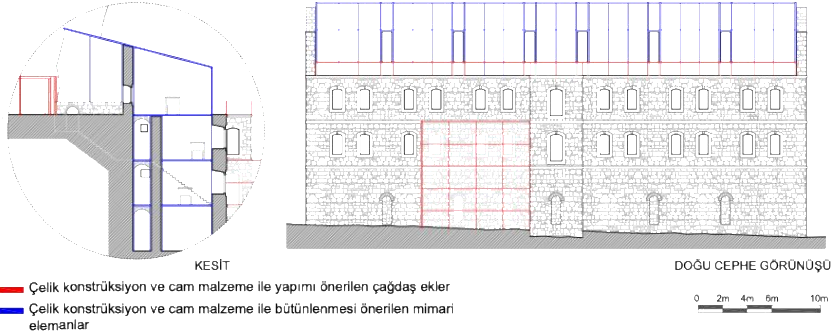 KESİT
DOĞU CEPHE GÖRÜNÜŞÜ
Çelik konstrüksiyon ve cam malzeme ile yapımı önerilen çağdaş ekler
Çelik konstrüksiyon ve cam malzeme ile bütünlenmesi önerilen mimari
elemanlar
0 2m 4m 6m 10m